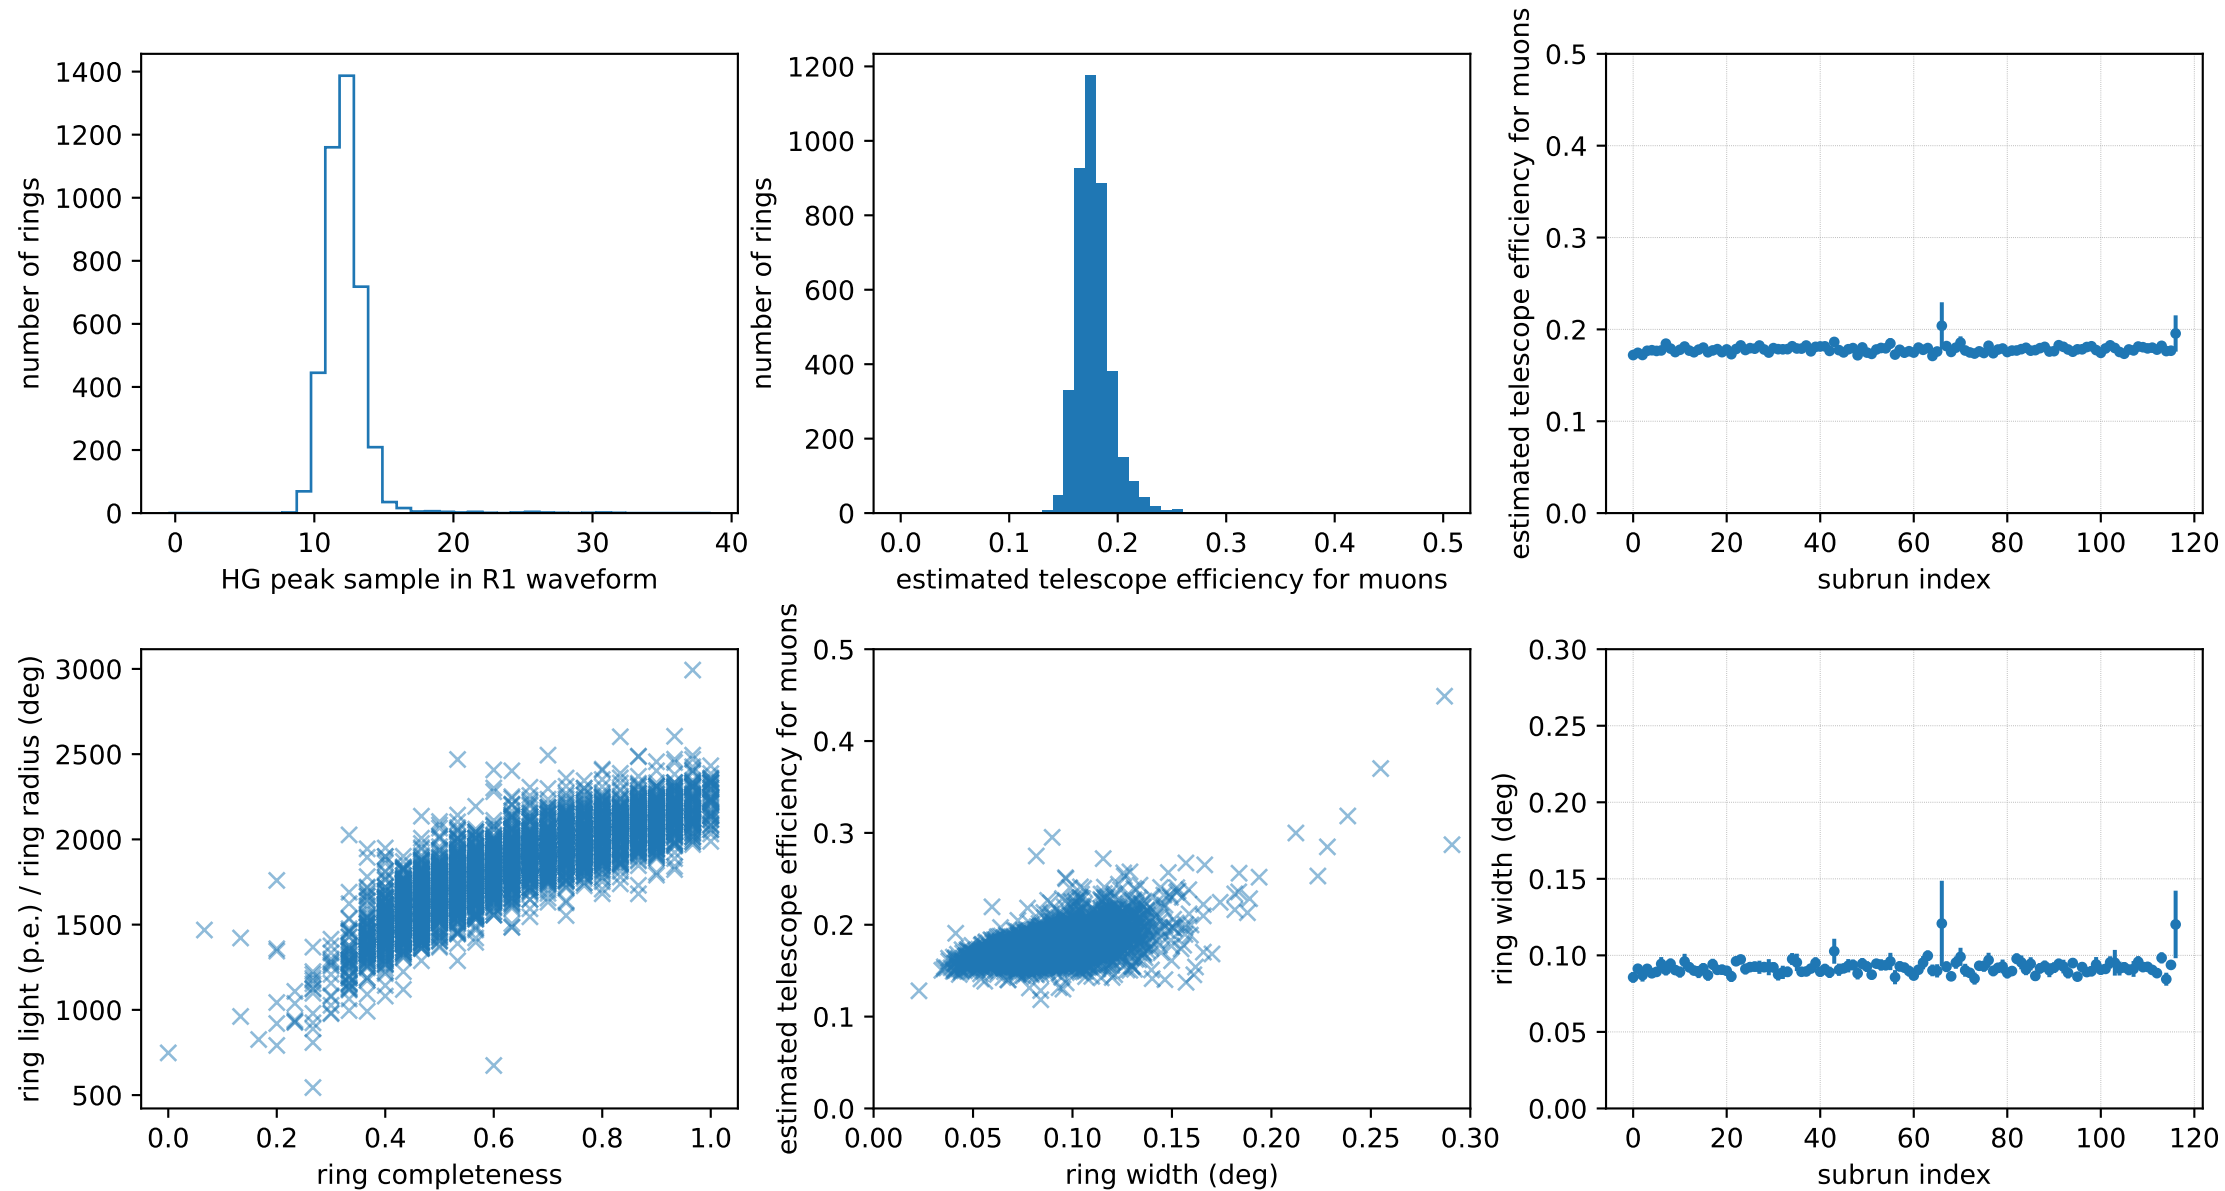 number of rings
1400
1200
1000
800
600
400
200
0
0 10 20 30 40
HG peak sample in R1 waveform
number of rings
1200
1000
800
600
400
200
0
0.0 0.1 0.2 0.3 0.4 0.5
estimated telescope efficiency for muons
estimated telescope efficiency for muons
0.5
0.4
0.3
0.2
0.1
0.0
0 20 40 60 80 100 120
subrun index
ring light (p.e.) / ring radius (deg)
3000
2500
2000
1500
1000
500
0.0 0.2 0.4 0.6 0.8 1.0
ring completeness
estimated telescope efficiency for muons
0.5
0.4
0.3
0.2
0.1
0.0
0.00 0.05 0.10 0.15 0.20 0.25 0.30
ring width (deg)
ring width (deg)
0.30
0.25
0.20
0.15
0.10
0.05
0.00
0 20 40 60 80 100 120
subrun index